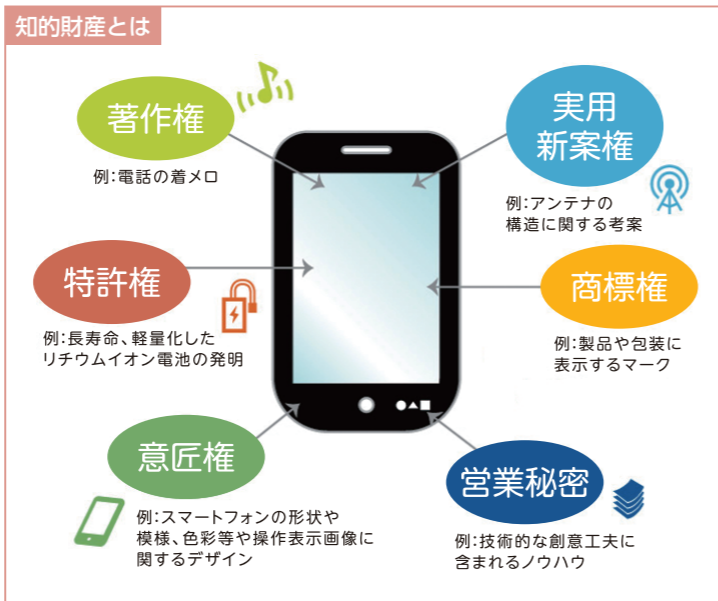 知的財産とは
著作権
例：電話の着メロ
実用
新案権
例：アンテナの
構造に関する考案
特許権
例：長寿命、軽量化した
リチウムイオン電池の発明
商標権
例：製品や包装に
表示するマーク
意匠権
例：スマートフォンの形状や
模様、色彩等や操作表示画像に
関するデザイン
営業秘密
例：技術的な創意工夫に
含まれるノウハウ